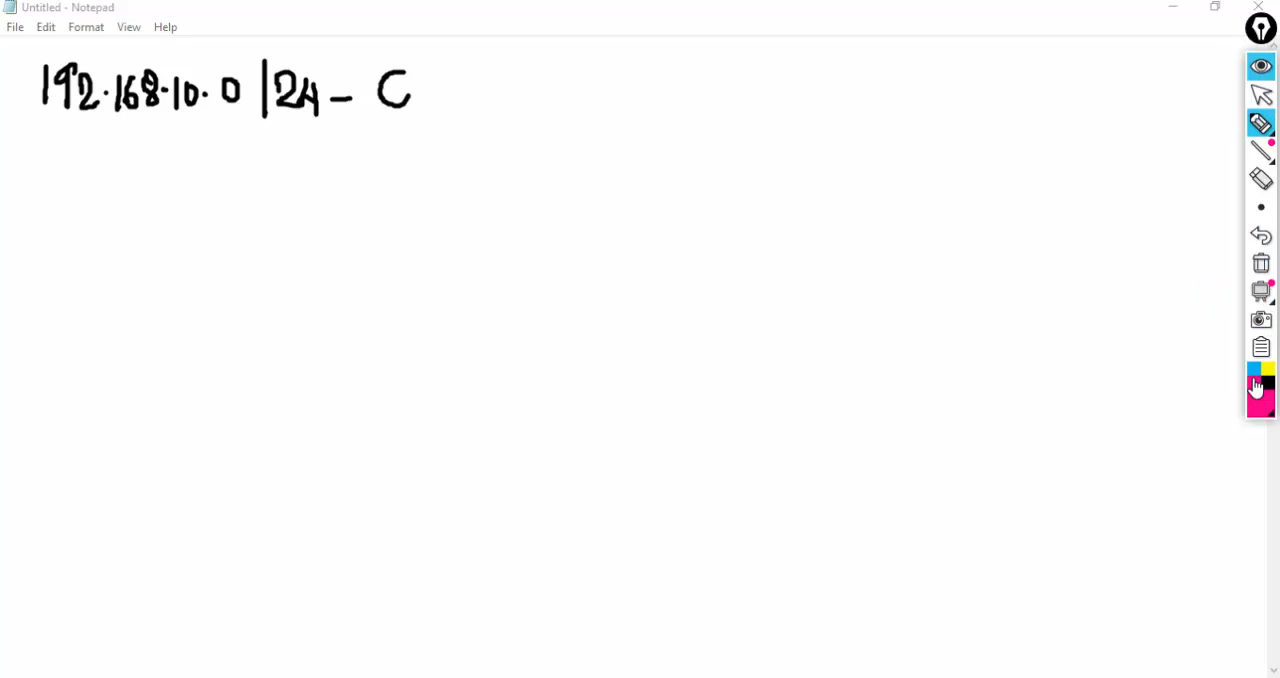 Untitled - Notepad
File Edit Format View Help
192.168.10.0 |24 - C